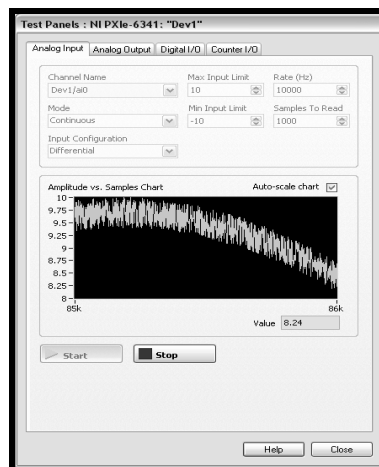 Test Panels : NI PXIe-6341: "Dev1"
Analog Input Analog Output Digital I/O Counter I/O
Channel Name Max Input Limit Rate (Hz)
Dev1/ai0 10 10000
Mode Min Input Limit Samples To Read
Continuous -10 1000
Input Configuration
Differential
Amplitude vs. Samples Chart Auto-scale chart
10
9.75
9.5
9.25
9
8.75
8.5
8.25
8
85k 86k
Value 8.24
Start Stop
Help Close